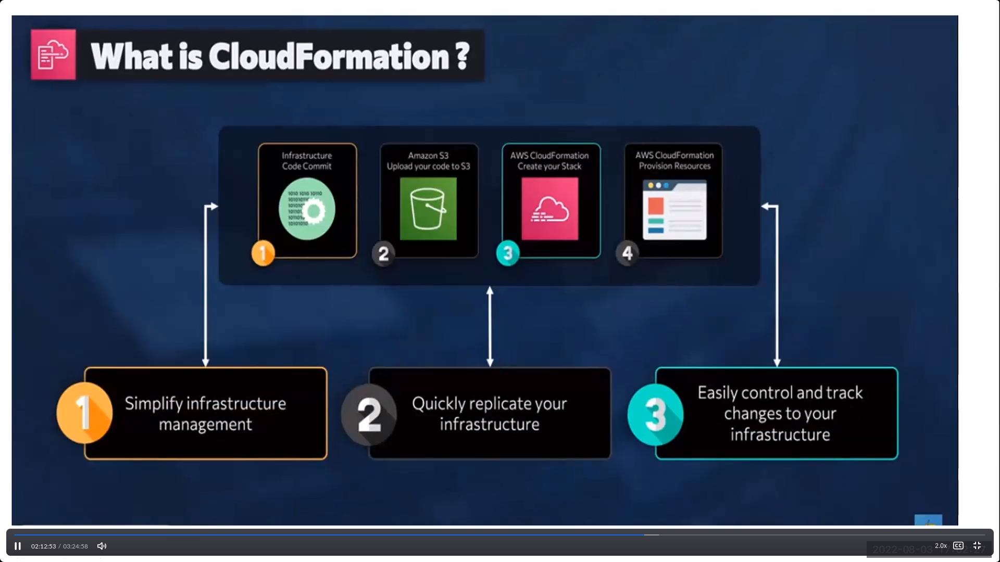 What is CloudFormation ?
Infrastructure
Code Commit
Amazon S3
Upload your code to S3
AWS CloudFormation
Create your Stack
AWS CloudFormation
Provision Resources
1
2
3
4
1
Simplify infrastructure
management
2
Quickly replicate your
infrastructure
3
Easily control and track
changes to your
infrastructure
02:12:53 / 03:24:58
2.0x
CC
2022-08-03